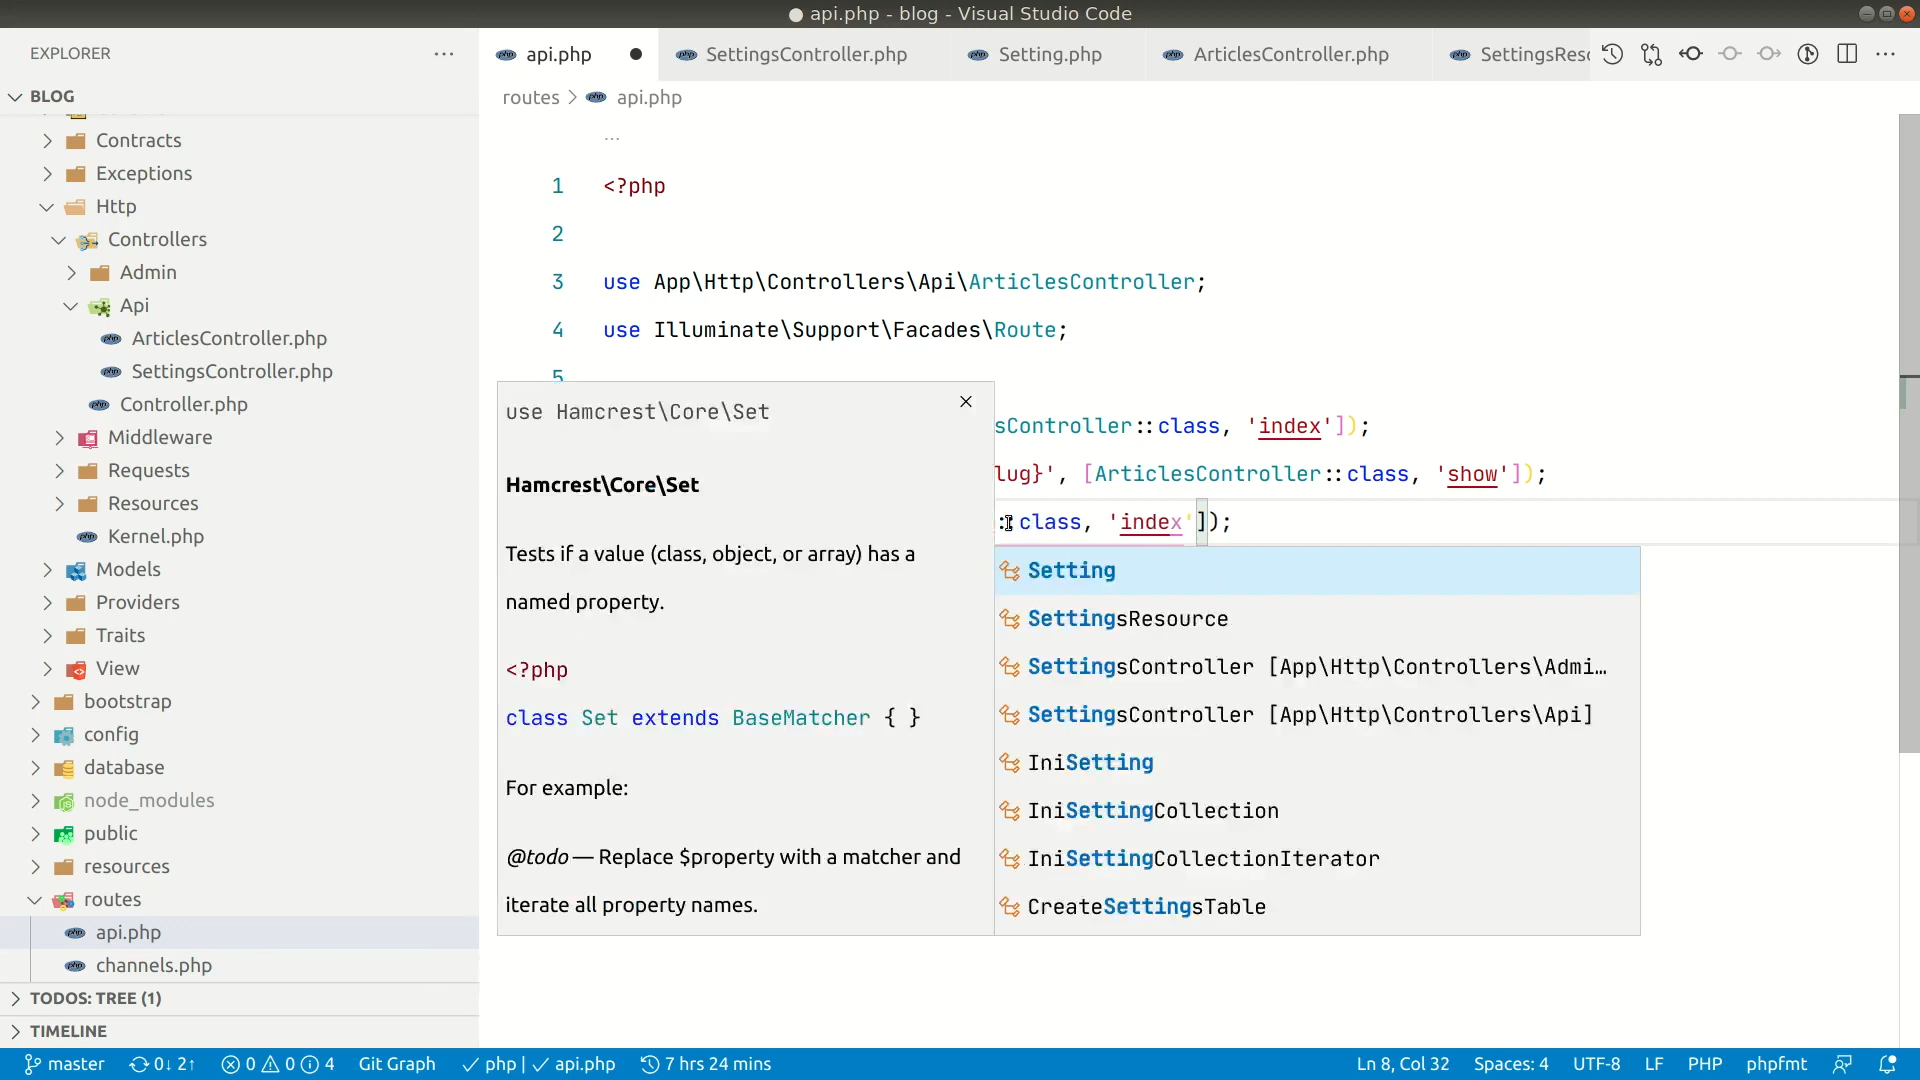 api.php - blog - Visual Studio Code
EXPLORER
BLOG
Contracts
Exceptions
Http
Controllers
Admin
Api
ArticlesController.php
SettingsController.php
Controller.php
Middleware
Requests
Resources
Kernel.php
Models
Providers
Traits
View
bootstrap
config
database
node_modules
public
resources
routes
api.php
channels.php
TODOS: TREE (1)
TIMELINE
api.php
SettingsController.php
Setting.php
ArticlesController.php
SettingsReso
routes > api.php
...
1 <?php
2
3 use App\Http\Controllers\Api\ArticlesController;
4 use Illuminate\Support\Facades\Route;
5
sController::class, 'index']);
lug}', [ArticlesController::class, 'show']);
::class, 'index']);
use Hamcrest\Core\Set
Hamcrest\Core\Set
Tests if a value (class, object, or array) has a
named property.
<?php
class Set extends BaseMatcher { }
For example:
@todo — Replace $property with a matcher and
iterate all property names.
Setting
SettingsResource
SettingsController [App\Http\Controllers\Admi…
SettingsController [App\Http\Controllers\Api]
IniSetting
IniSettingCollection
IniSettingCollectionIterator
CreateSettingsTable
master 0↓ 2↑ 0 0 4 Git Graph ✓ php | ✓ api.php 7 hrs 24 mins Ln 8, Col 32 Spaces: 4 UTF-8 LF PHP phpfmt